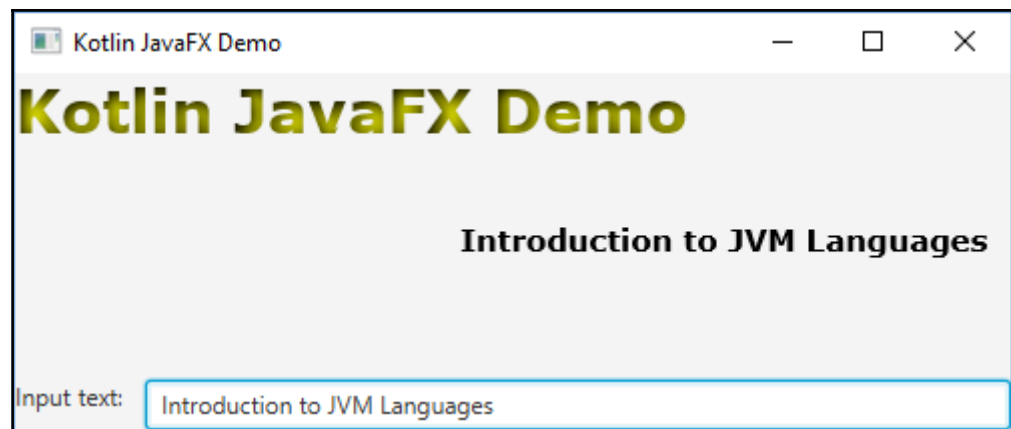 Kotlin JavaFX Demo
Kotlin JavaFX Demo
Introduction to JVM Languages
Input text: Introduction to JVM Languages